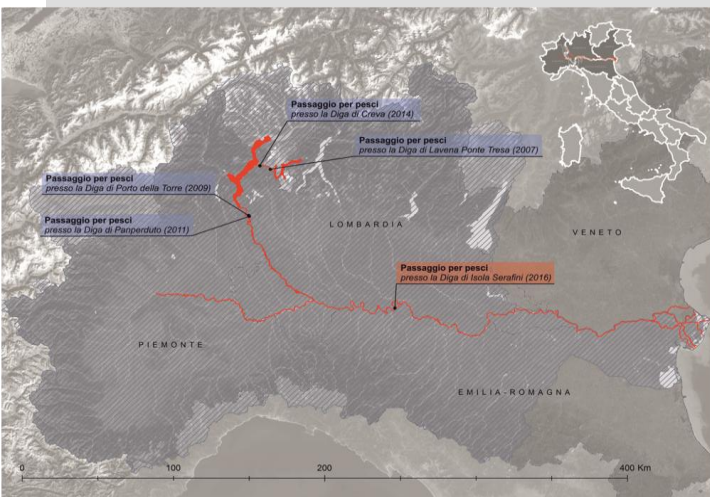 Passaggio per pesci
presso la Diga di Creva (2014)
Passaggio per pesci
presso la Diga di Lavena Ponte Tresa (2007)
Passaggio per pesci
presso la Diga di Porto della Torre (2009)
Passaggio per pesci
presso la Diga di Panperduto (2011)
LOMBARDIA
VENETO
Passaggio per pesci
presso la Diga di Isola Serafini (2016)
PIEMONTE
EMILIA-ROMAGNA
0 100 200 400 Km